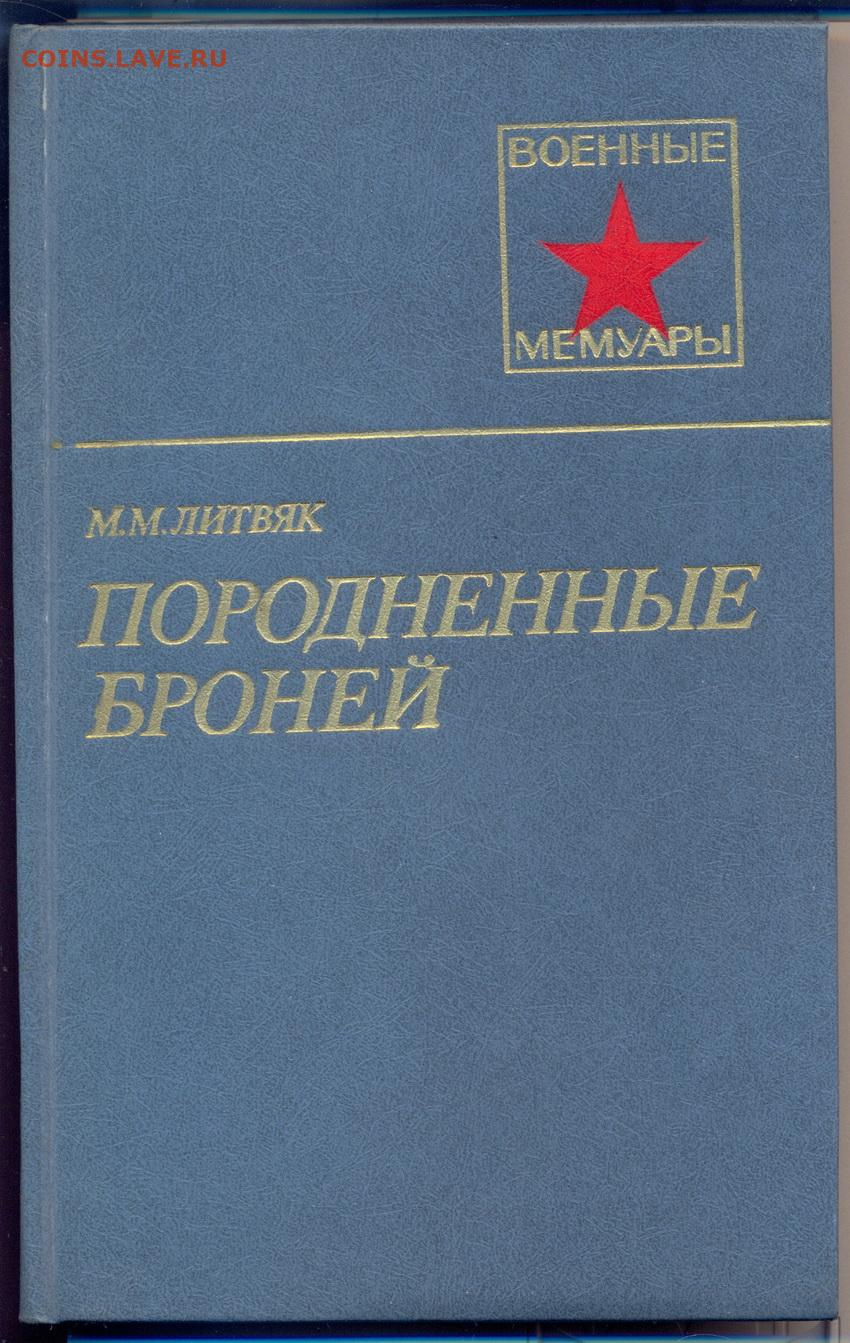 COINS.LAVE.RU
ВОЕННЫЕ
МЕМУАРЫ
М.М.ЛИТВЯК
ПОРОДНЕННЫЕ
БРОНЕЙ